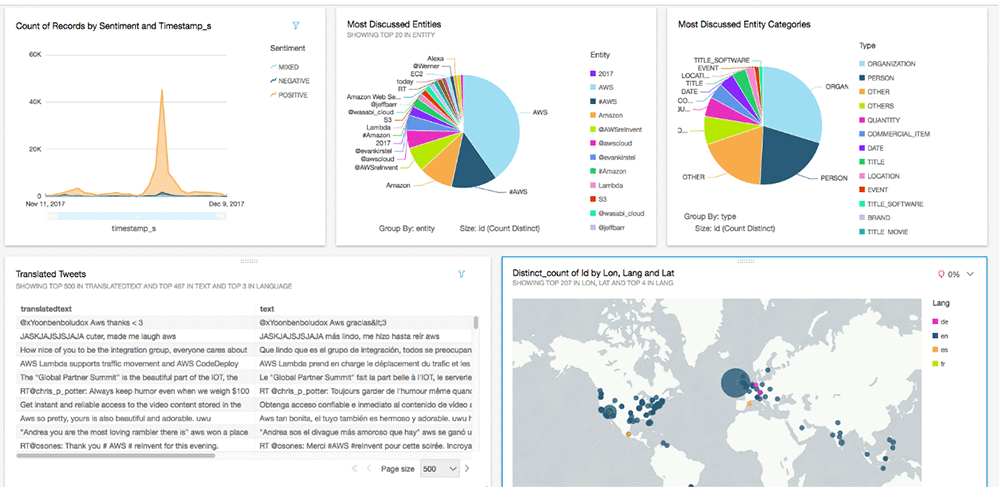 Count of Records by Sentiment and Timestamp_s
60K
40K
20K
0
Nov 11, 2017
Dec 9, 2017
timestamp_s
Sentiment
MIXED
NEGATIVE
POSITIVE
Most Discussed Entities
SHOWING TOP 20 IN ENTITY
Alexa
@Werner
EC2
today
RT
Amazon Web Se...
@jeffbarr
@wasabi_cloud
S3
Lambda
#Amazon
2017
@evankirstel
@awscloud
@AWSreInvent
Amazon
#AWS
AWS
Group By: entity
Size: id (Count Distinct)
Entity
2017
AWS
#AWS
Amazon
@AWSreInvent
@awscloud
@evankirstel
#Amazon
Lambda
S3
@wasabi_cloud
@jeffbarr
Most Discussed Entity Categories
TITLE_SOFTWARE
EVENT
LOCATI...
TITLE
DATE
CO...
QU...
O...
OTHER
PERSON
ORGAN
Group By: type
Size: id (Count Distinct)
Type
ORGANIZATION
PERSON
OTHER
OTHERS
QUANTITY
COMMERCIAL_ITEM
DATE
TITLE
LOCATION
EVENT
TITLE_SOFTWARE
BRAND
TITLE_MOVIE
Translated Tweets
SHOWING TOP 500 IN TRANSLATEDTEXT AND TOP 497 IN TEXT AND TOP 3 IN LANGUAGE
translatedtext text
@xYoonbenboludox Aws thanks < 3 @xYoonbenboludox Aws gracias&lt;3
JASKJAJSJSJAJA cuter, made me laugh aws JASKJAJSJSJAJA más lindo, me hizo hasta reír aws
How nice of you to be the integration group, everyone cares about Que lindo que es el grupo de integración, todos se preocupan
AWS Lambda supports traffic movement and AWS CodeDeploy AWS Lambda prend en charge le déplacement du trafic et les
The "Global Partner Summit" is the beautiful part of the IOT, the Le "Global Partner Summit" fait la part belle à l'IOT, le serverle
RT@chris_p_potter: Always keep humor even when we weigh $100 RT @chris_p_potter: Toujours garder de l'humour même quand
Get instant and reliable access to the video content stored in the Obtenga acceso confiable e inmediato al contenido de video a
Aws so pretty, yours is also beautiful and adorable. uwu Aws tan bonita, el tuyo también es hermoso y adorable. uwu
"Andrea you are the most loving rambler there is" aws won a place "Andrea sos el divague más amoroso que hay" aws se ganó u
RT@osones: Thank you # AWS # reInvent for this evening. RT @osones: Merci #AWS #reInvent pour cette soirée. Incroya
Page size 500
Distinct_count of Id by Lon, Lang and Lat
SHOWING TOP 207 IN LON, LAT AND TOP 4 IN LANG
0%
Lang
de
en
es
fr